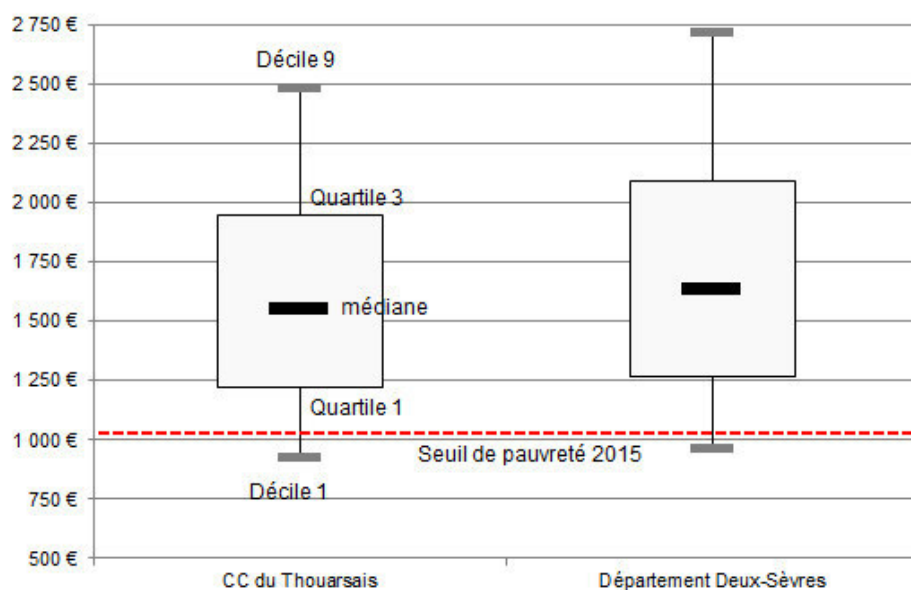 2 750 €
Décile 9
2 500 €
2 250 €
Quartile 3
2 000 €
1 750 €
médiane
1 500 €
1 250 €
Quartile 1
1 000 €
Seuil de pauvreté 2015
Décile 1
750 €
500 €
CC du Thouarsais
Département Deux-Sèvres